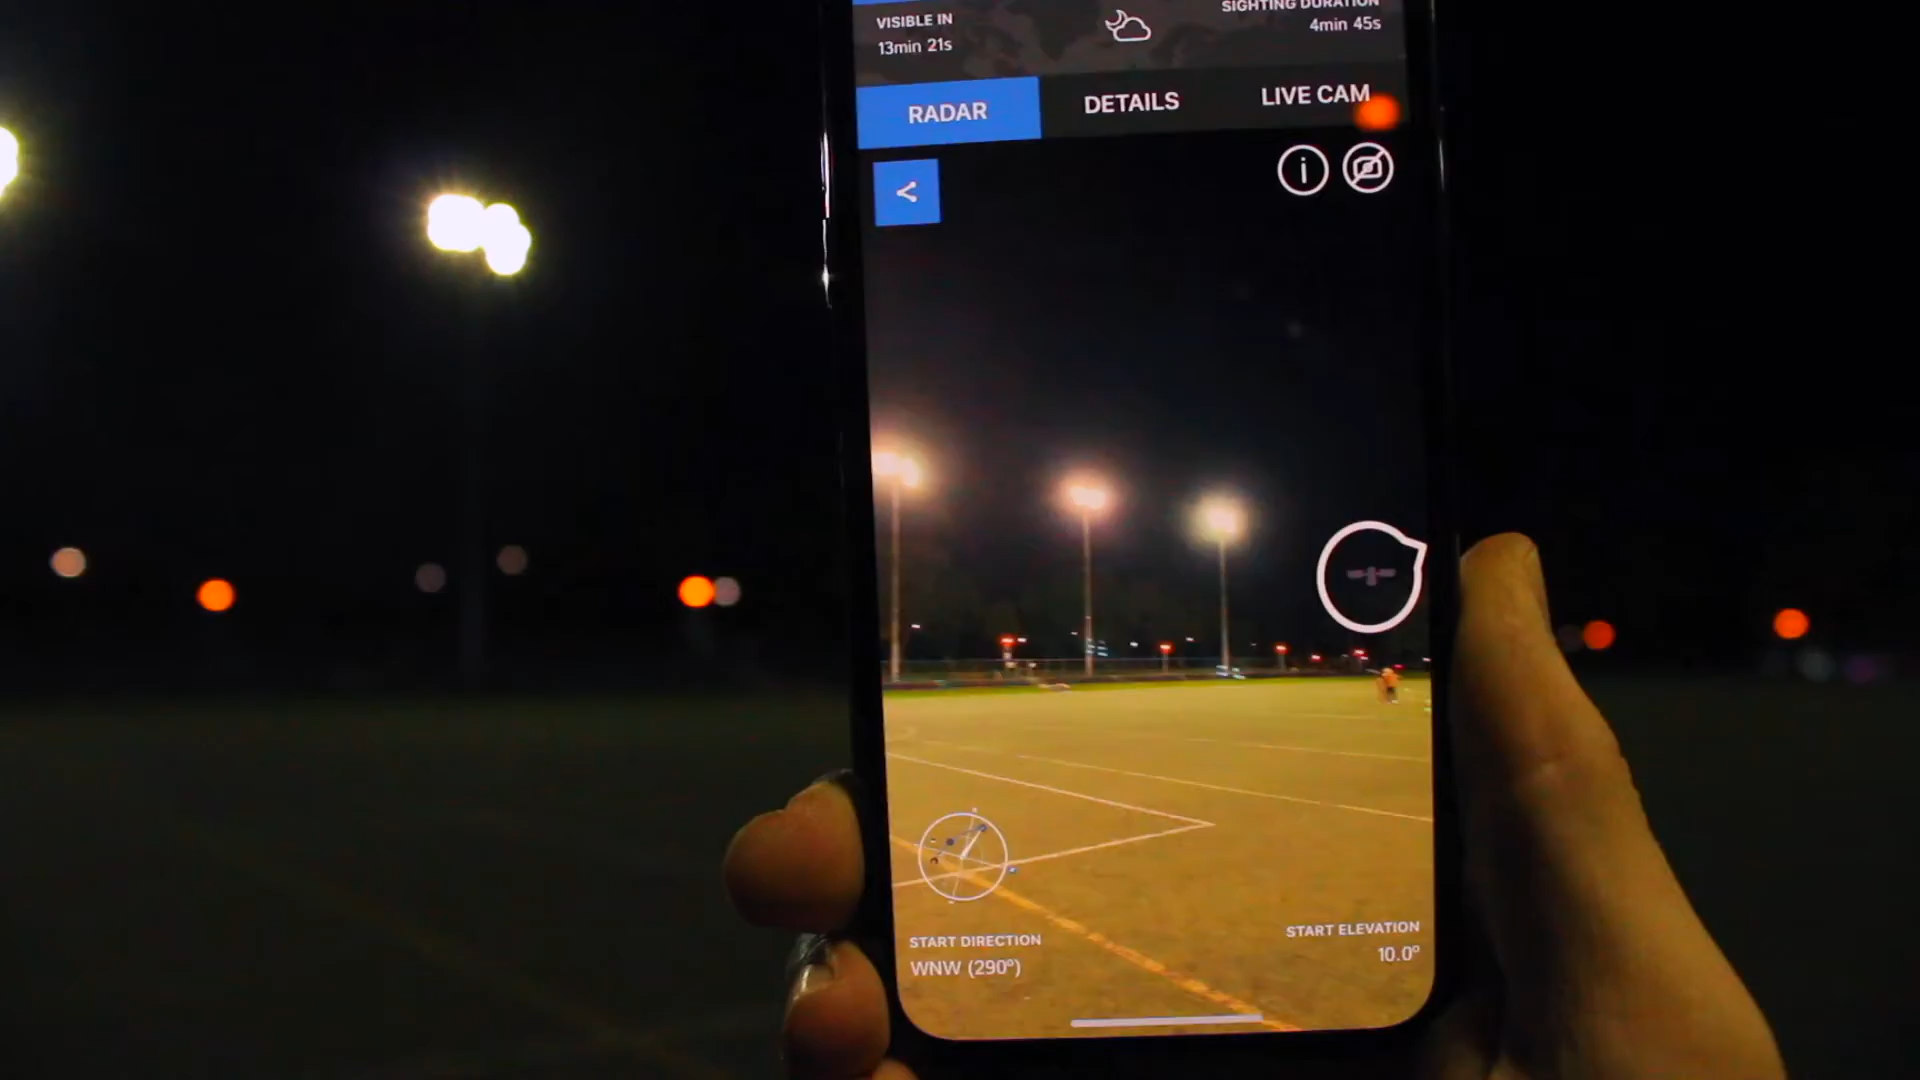 VISIBLE IN
13min 21s
SIGHTING DURATION
4min 45s
RADAR
DETAILS
LIVE CAM
i
START DIRECTION
WNW (290°)
START ELEVATION
10.0°